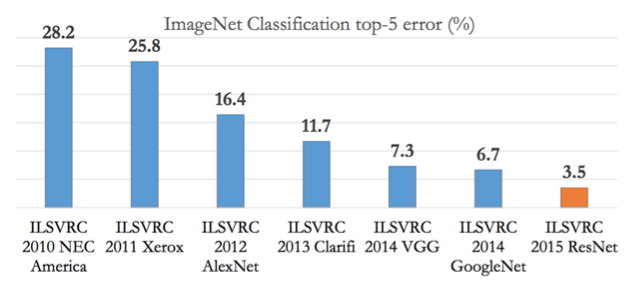 ImageNet Classification top-5 error (%)
28.2
25.8
16.4
11.7
7.3
6.7
3.5
ILSVRC
2010 NEC
America
ILSVRC
2011 Xerox
ILSVRC
2012
AlexNet
ILSVRC
2013 Clarifi
ILSVRC
2014 VGG
ILSVRC
2014
GoogleNet
ILSVRC
2015 ResNet